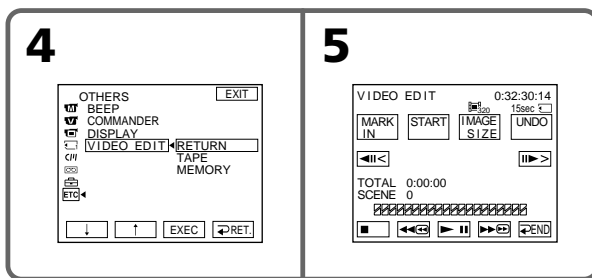 4
OTHERS EXIT
BEEP
COMMANDER
DISPLAY
VIDEO EDIT RETURN
TAPE
MEMORY
ETC
↓ ↑ EXEC RET.
5
VIDEO EDIT 0:32:30:14
320 15sec
MARK IN START IMAGE SIZE UNDO
TOTAL 0:00:00
SCENE 0
END